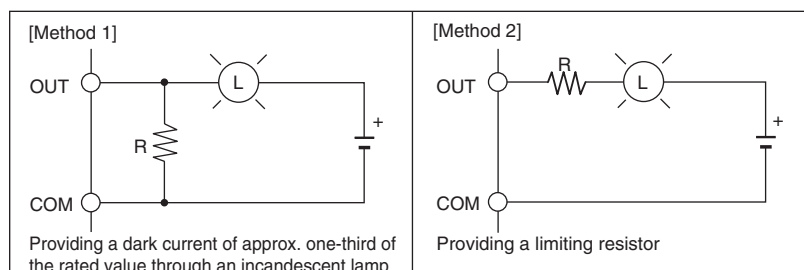 [Method 1]
OUT
L
R
+
COM
Providing a dark current of approx. one-third of
the rated value through an incandescent lamp
[Method 2]
OUT
R
L
+
COM
Providing a limiting resistor